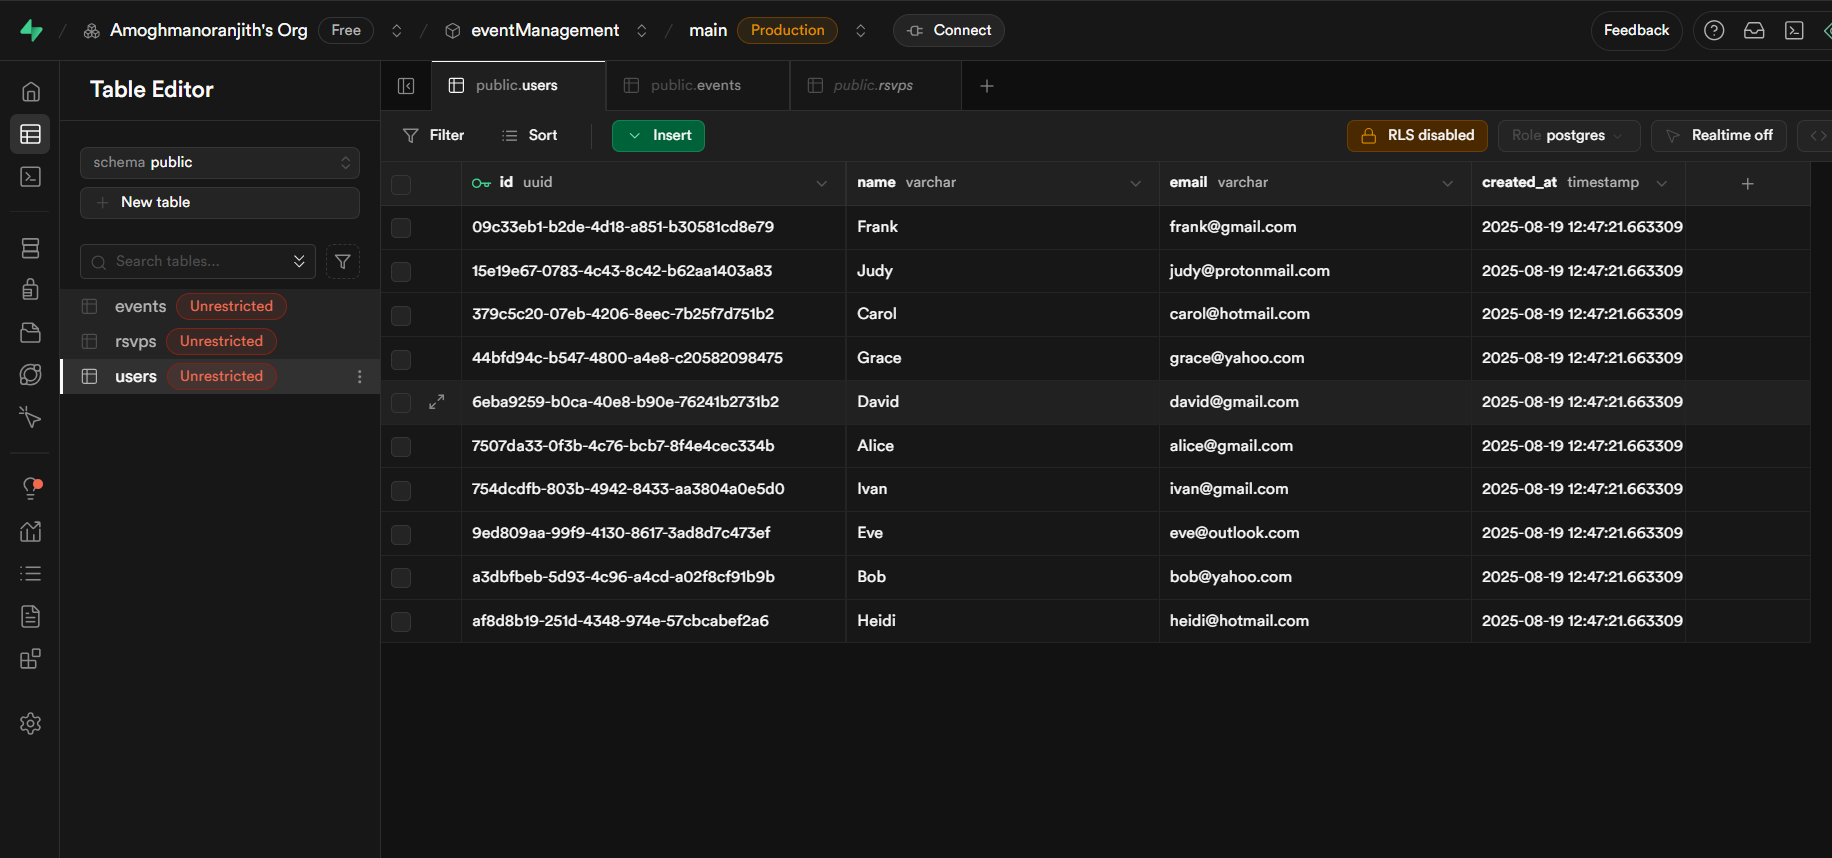 Amoghmanoranjith's Org Free eventManagement main Production Connect Feedback
Table Editor
public.users public.events public.rsvps
Filter Sort Insert RLS disabled Role postgres Realtime off
schema public
New table
Search tables...
events Unrestricted
rsvps Unrestricted
users Unrestricted
id uuid name varchar email varchar created_at timestamp
09c33eb1-b2de-4d18-a851-b30581cd8e79 Frank frank@gmail.com 2025-08-19 12:47:21.663309
15e19e67-0783-4c43-8c42-b62aa1403a83 Judy judy@protonmail.com 2025-08-19 12:47:21.663309
379c5c20-07eb-4206-8eec-7b25f7d751b2 Carol carol@hotmail.com 2025-08-19 12:47:21.663309
44bfd94c-b547-4800-a4e8-c20582098475 Grace grace@yahoo.com 2025-08-19 12:47:21.663309
6eba9259-b0ca-40e8-b90e-76241b2731b2 David david@gmail.com 2025-08-19 12:47:21.663309
7507da33-0f3b-4c76-bcb7-8f4e4cec334b Alice alice@gmail.com 2025-08-19 12:47:21.663309
754dcdfb-803b-4942-8433-aa3804a0e5d0 Ivan ivan@gmail.com 2025-08-19 12:47:21.663309
9ed809aa-99f9-4130-8617-3ad8d7c473ef Eve eve@outlook.com 2025-08-19 12:47:21.663309
a3dbfbeb-5d93-4c96-a4cd-a02f8cf91b9b Bob bob@yahoo.com 2025-08-19 12:47:21.663309
af8d8b19-251d-4348-974e-57cbcabef2a6 Heidi heidi@hotmail.com 2025-08-19 12:47:21.663309